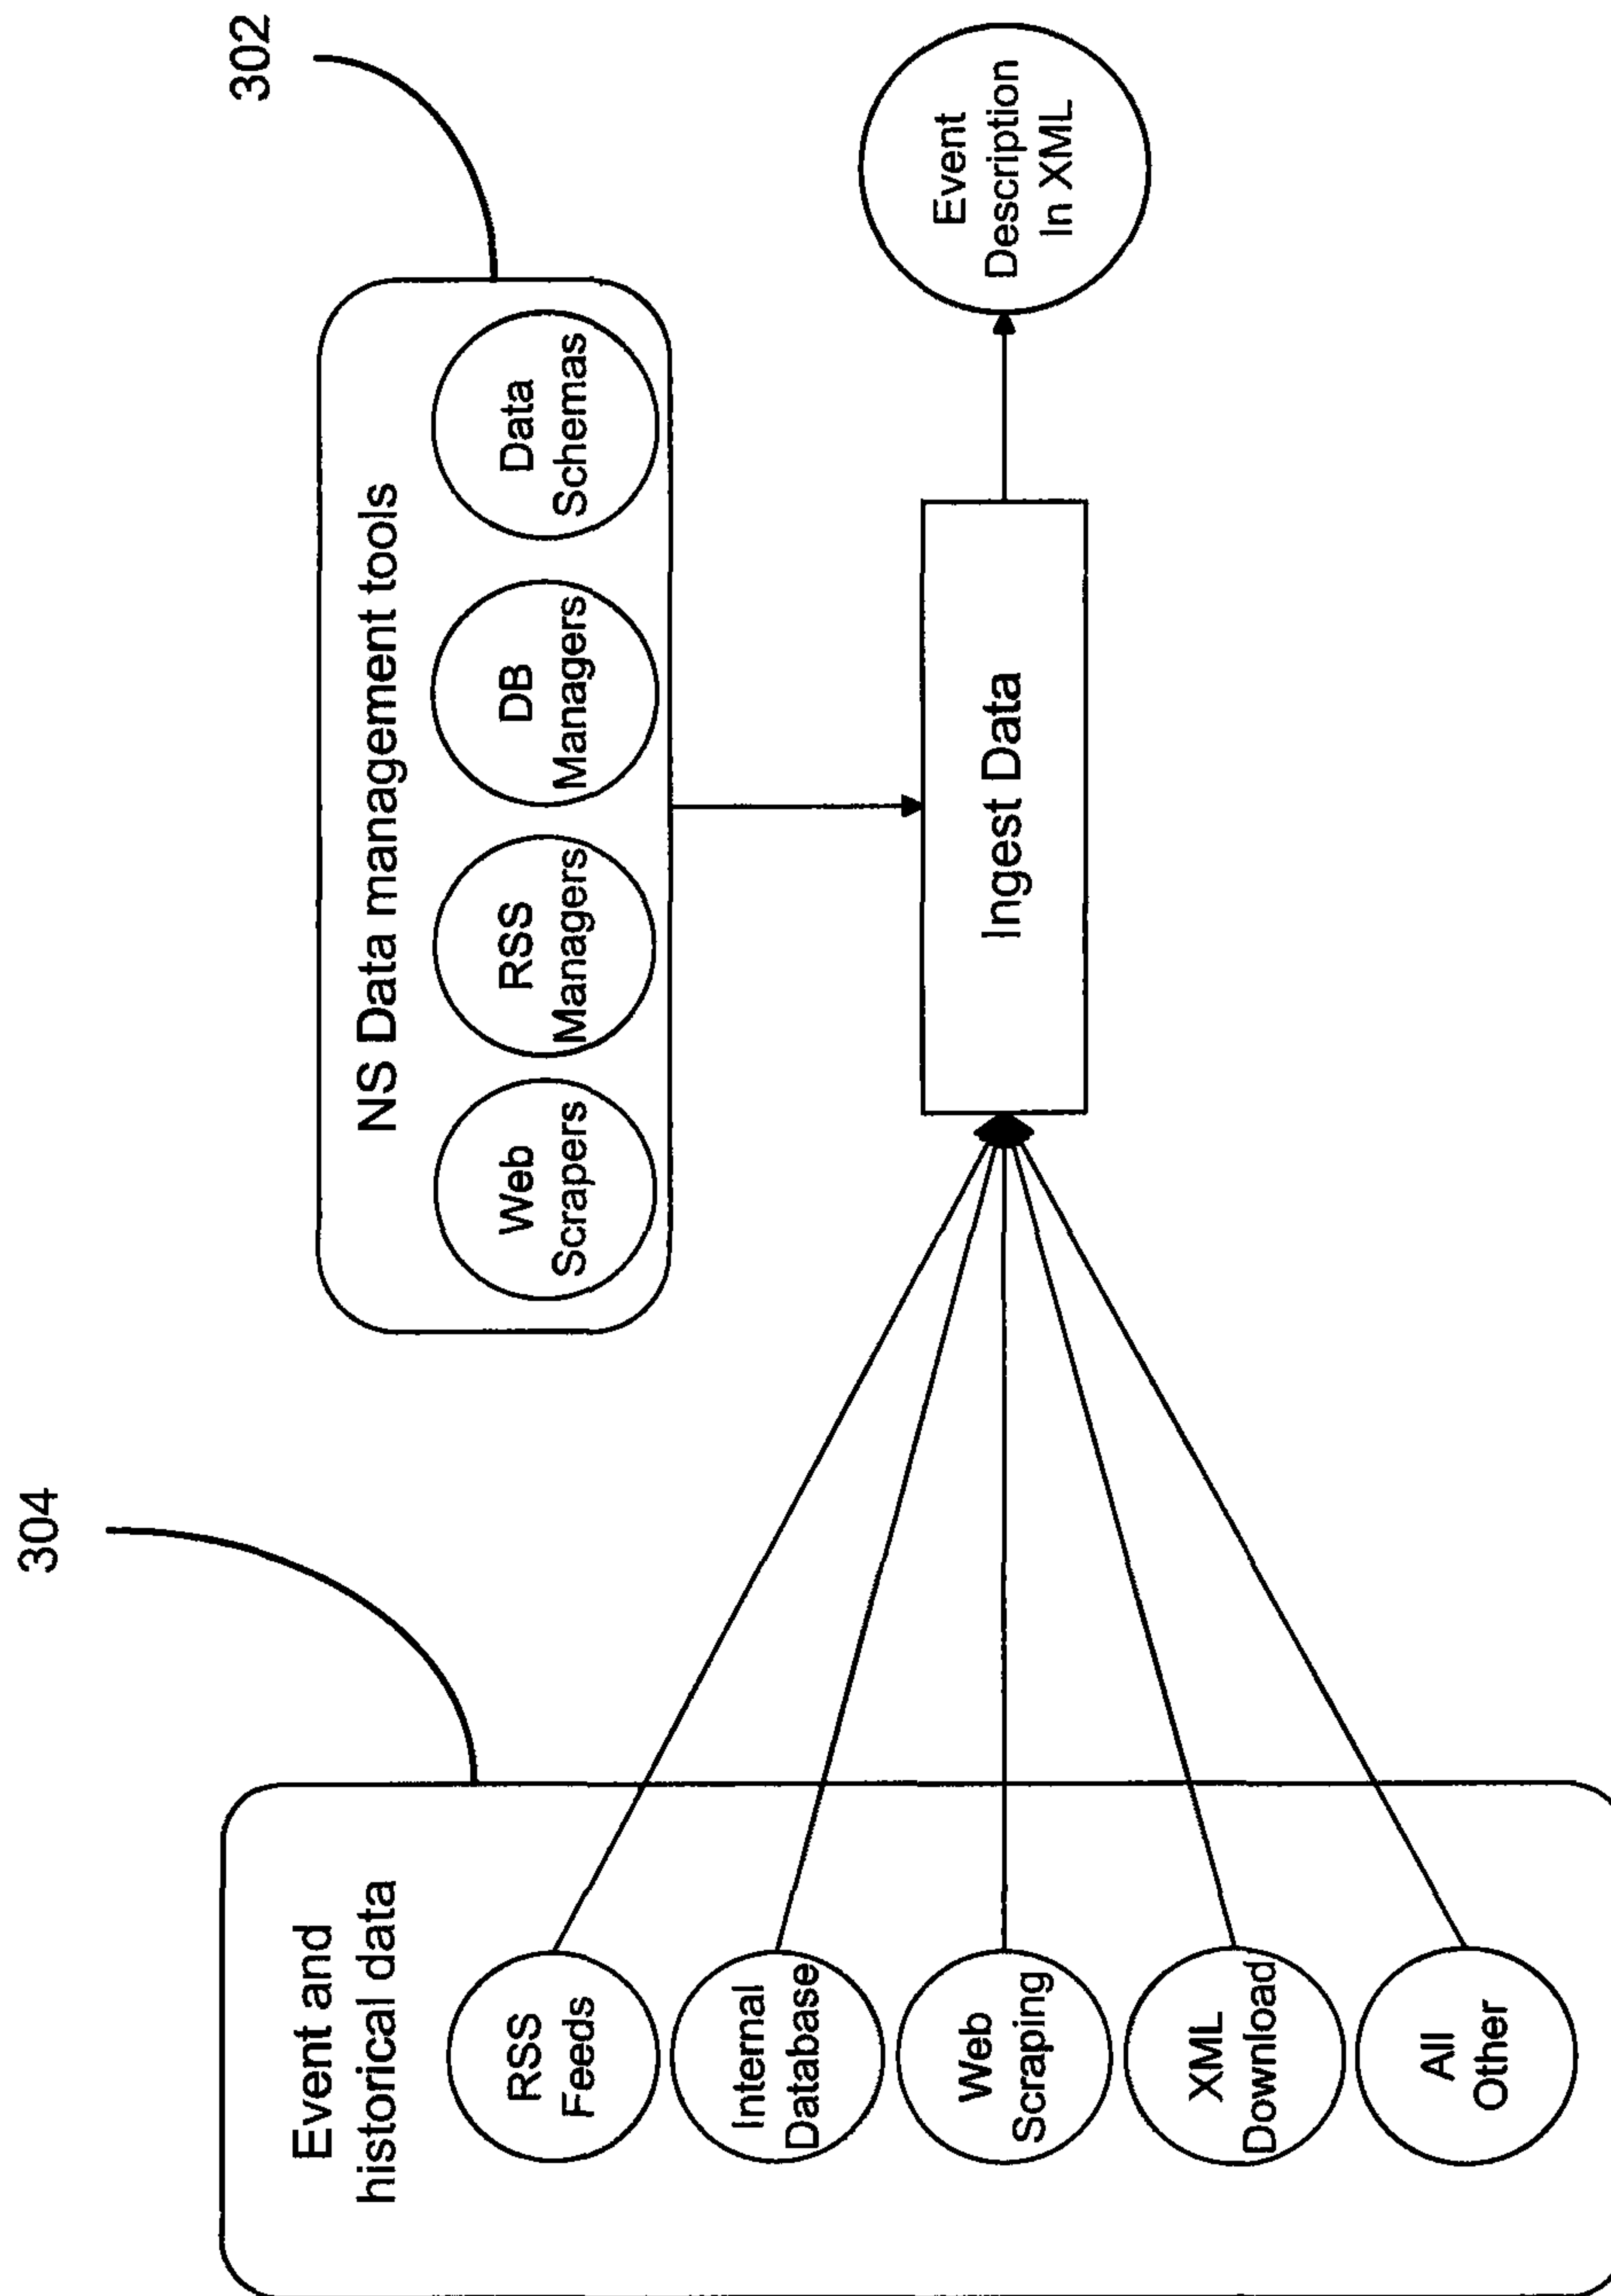 304
302
Event and
historical data
RSS
Feeds
Internal
Database
Web
Scraping
XML
Download
All
Other
NS Data management tools
Web
Scrapers
RSS
Managers
DB
Managers
Data
Schemas
Ingest Data
Event
Description
In XML